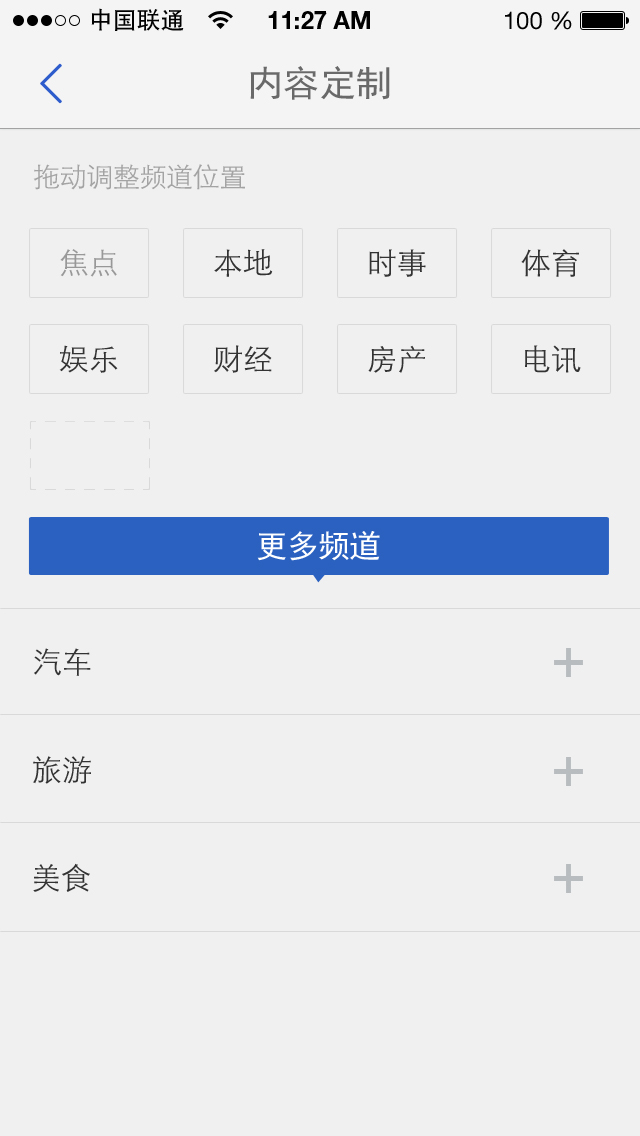 中国联通 11:27 AM 100 %
内容定制
拖动调整频道位置
焦点 本地 时事 体育
娱乐 财经 房产 电讯
更多频道
汽车
旅游
美食